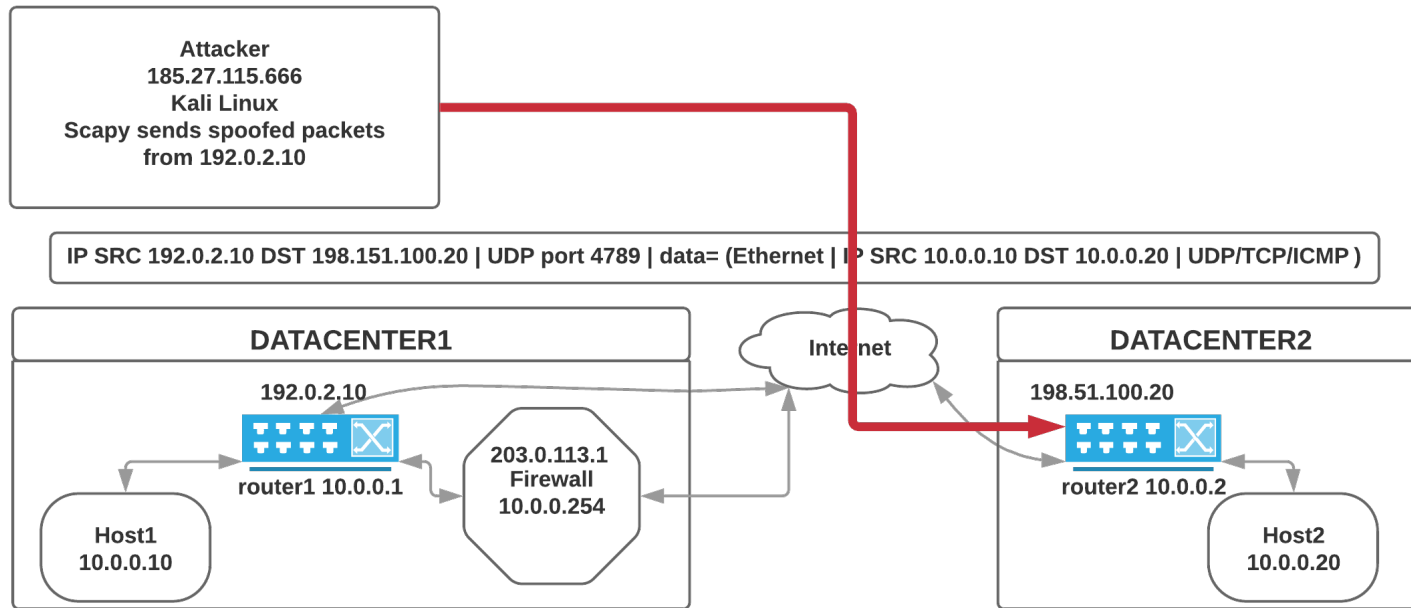 Attacker
185.27.115.666
Kali Linux
Scapy sends spoofed packets
from 192.0.2.10
IP SRC 192.0.2.10 DST 198.151.100.20 | UDP port 4789 | data= (Ethernet | IP SRC 10.0.0.10 DST 10.0.0.20 | UDP/TCP/ICMP )
DATACENTER1
192.0.2.10
router1 10.0.0.1
Host1
10.0.0.10
203.0.113.1
Firewall
10.0.0.254
Internet
DATACENTER2
198.51.100.20
router2 10.0.0.2
Host2
10.0.0.20